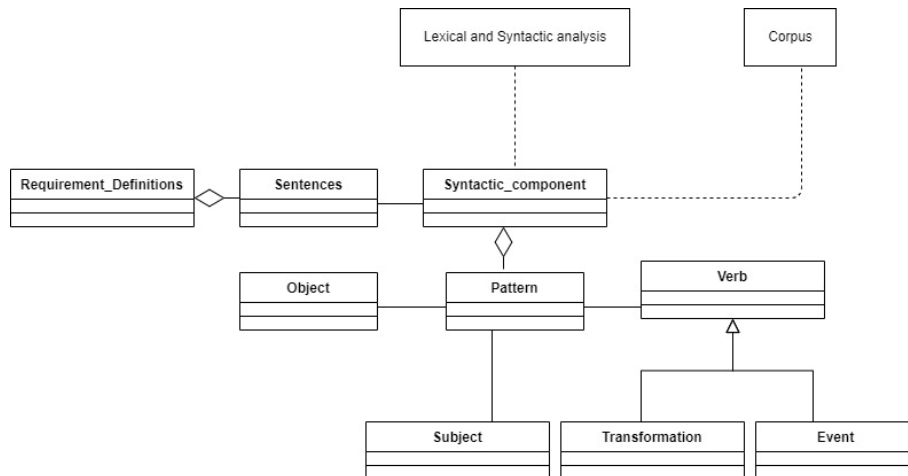 Lexical and Syntactic analysis
Corpus
Requirement_Definitions
Sentences
Syntactic_component
Object
Pattern
Verb
Subject
Transformation
Event